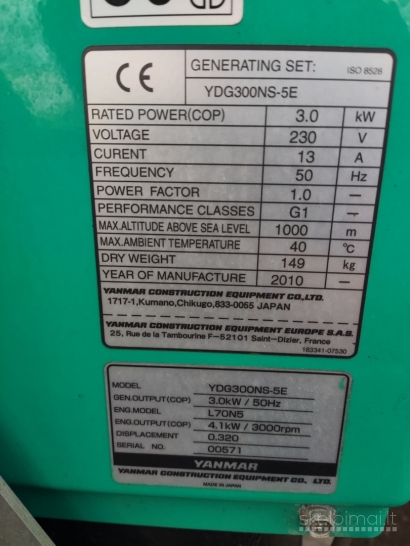 CE
GENERATING SET: ISO 8528
YDG300NS-5E
RATED POWER(COP) 3.0 kW
VOLTAGE 230 V
CURENT 13 A
FREQUENCY 50 Hz
POWER FACTOR 1.0 —
PERFORMANCE CLASSES G1 —
MAX.ALTITUDE ABOVE SEA LEVEL 1000 m
MAX.AMBIENT TEMPERATURE 40 °C
DRY WEIGHT 149 kg
YEAR OF MANUFACTURE 2010 —
YANMAR CONSTRUCTION EQUIPMENT CO.,LTD.
1717-1,Kumano,Chikugo,833-0055 JAPAN
YANMAR CONSTRUCTION EQUIPMENT EUROPE S.A.S.
25, Rue de la Tambourine F-52101 Saint-Dizier, France
183341-07530
MODEL YDG300NS-5E
GEN.OUTPUT(COP) 3.0kW / 50Hz
ENG.MODEL L70N5
ENG.OUTPUT(COP) 4.1kW / 3000rpm
DISPLACEMENT 0.320
SERIAL NO. 00571
YANMAR
YANMAR CONSTRUCTION EQUIPMENT CO., LTD.
MADE IN JAPAN
skelbimai.lt